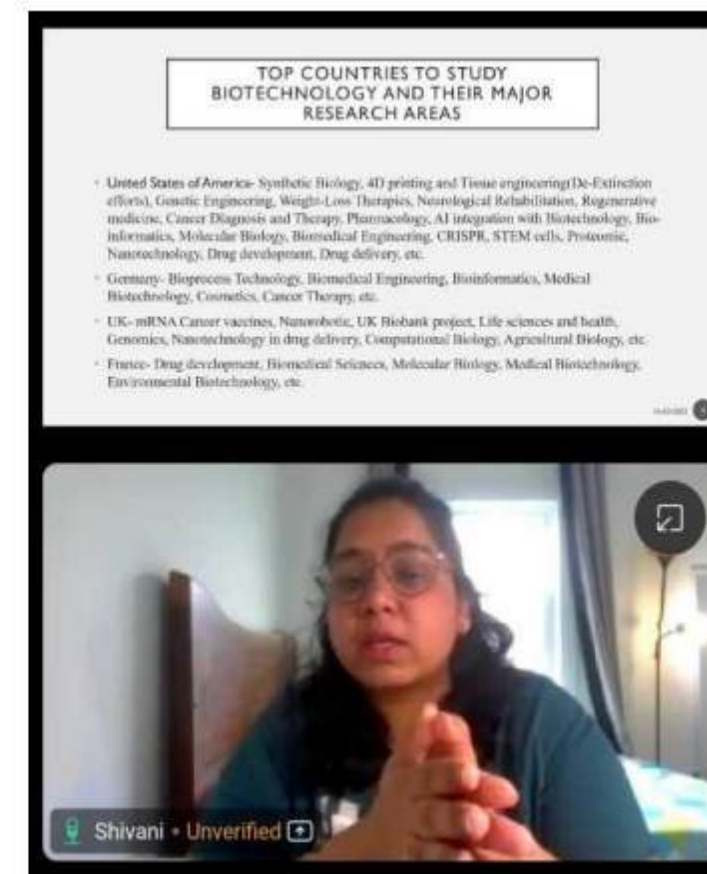 TOP COUNTRIES TO STUDY
BIOTECHNOLOGY AND THEIR MAJOR
RESEARCH AREAS
• United States of America- Synthetic Biology, 4D printing and Tissue engineering(De-Extinction
efforts), Genetic Engineering, Weight-Loss Therapies, Neurological Rehabilitation, Regenerative
medicine, Cancer Diagnosis and Therapy, Pharmacology, AI integration with Biotechnology, Bio-
informatics, Molecular Biology, Biomedical Engineering, CRISPR, STEM cells, Proteomic,
Nanotechnology, Drug development, Drug delivery, etc.
• Germany- Bioprocess Technology, Biomedical Engineering, Bioinformatics, Medical
Biotechnology, Cosmetics, Cancer Therapy, etc.
• UK- mRNA Cancer vaccines, Nanorobotic, UK Biobank project, Life sciences and health,
Genomics, Nanotechnology in drug delivery, Computational Biology, Agricultural Biology, etc.
• France- Drug development, Biomedical Sciences, Molecular Biology, Medical Biotechnology,
Environmental Biotechnology, etc.
Shivani • Unverified